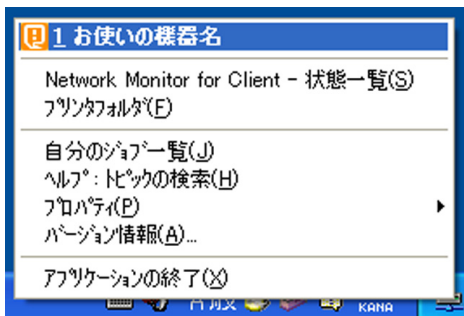 1 お使いの機器名
Network Monitor for Client - 状態一覧(S)
プリンタフォルダ(F)
自分のジョブ一覧(J)
ヘルプ：トピックの検索(H)
プロパティ(P)
バージョン情報(A)...
アプリケーションの終了(X)
KANA